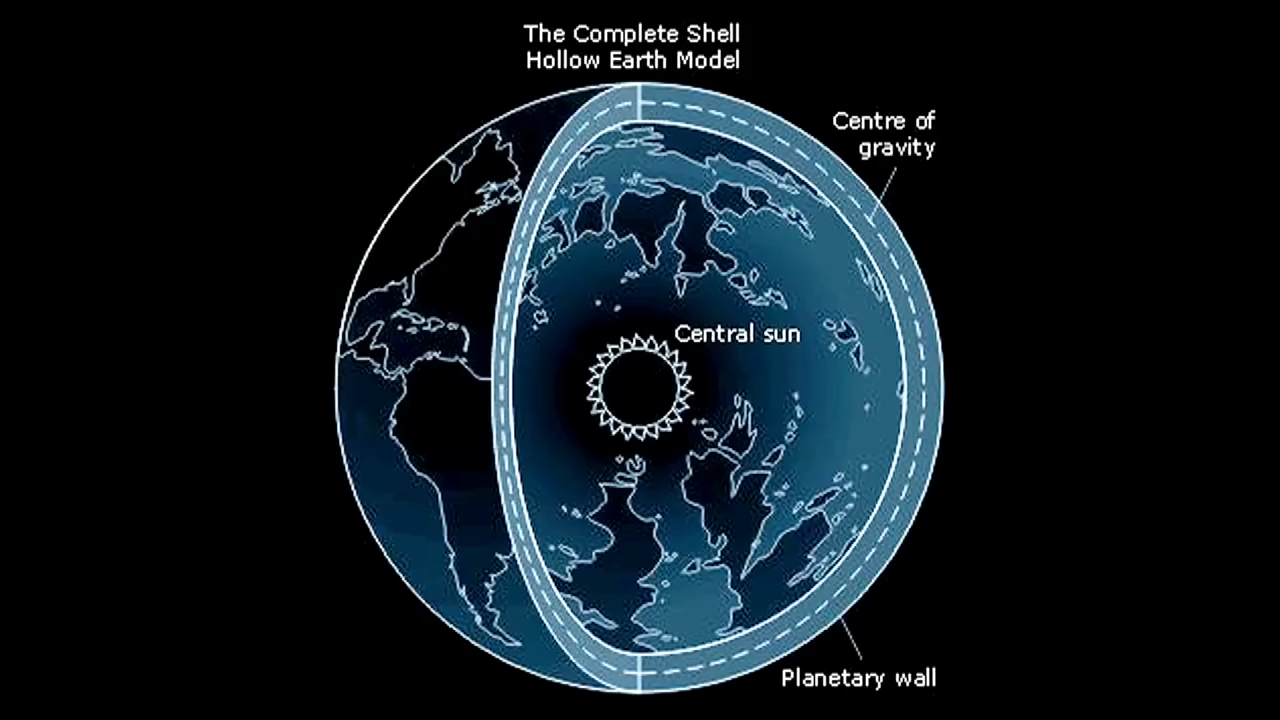 The Complete Shell
Hollow Earth Model
Centre of
gravity
Central sun
Planetary wall